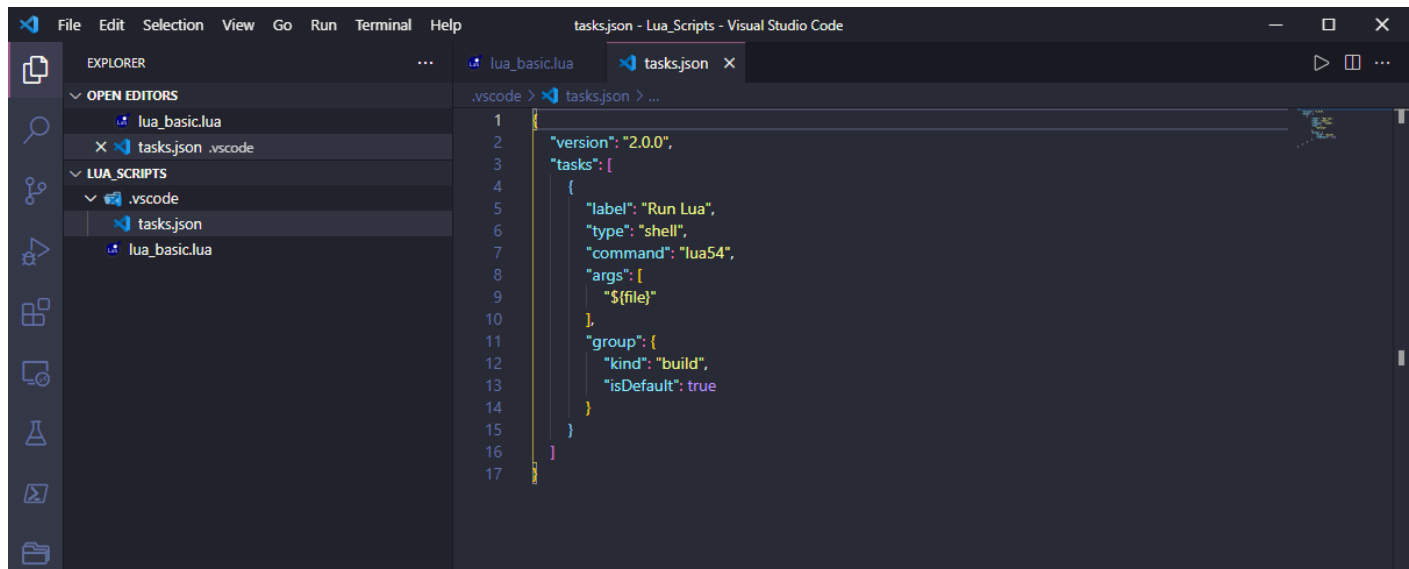 File Edit Selection View Go Run Terminal Help tasks.json - Lua_Scripts - Visual Studio Code
EXPLORER
OPEN EDITORS
lua_basic.lua
tasks.json .vscode
LUA_SCRIPTS
.vscode
tasks.json
lua_basic.lua
lua_basic.lua tasks.json
.vscode > tasks.json > ...
1 {
2 "version": "2.0.0",
3 "tasks": [
4 {
5 "label": "Run Lua",
6 "type": "shell",
7 "command": "lua54",
8 "args": [
9 "${file}"
10 ],
11 "group": {
12 "kind": "build",
13 "isDefault": true
14 }
15 }
16 ]
17 }